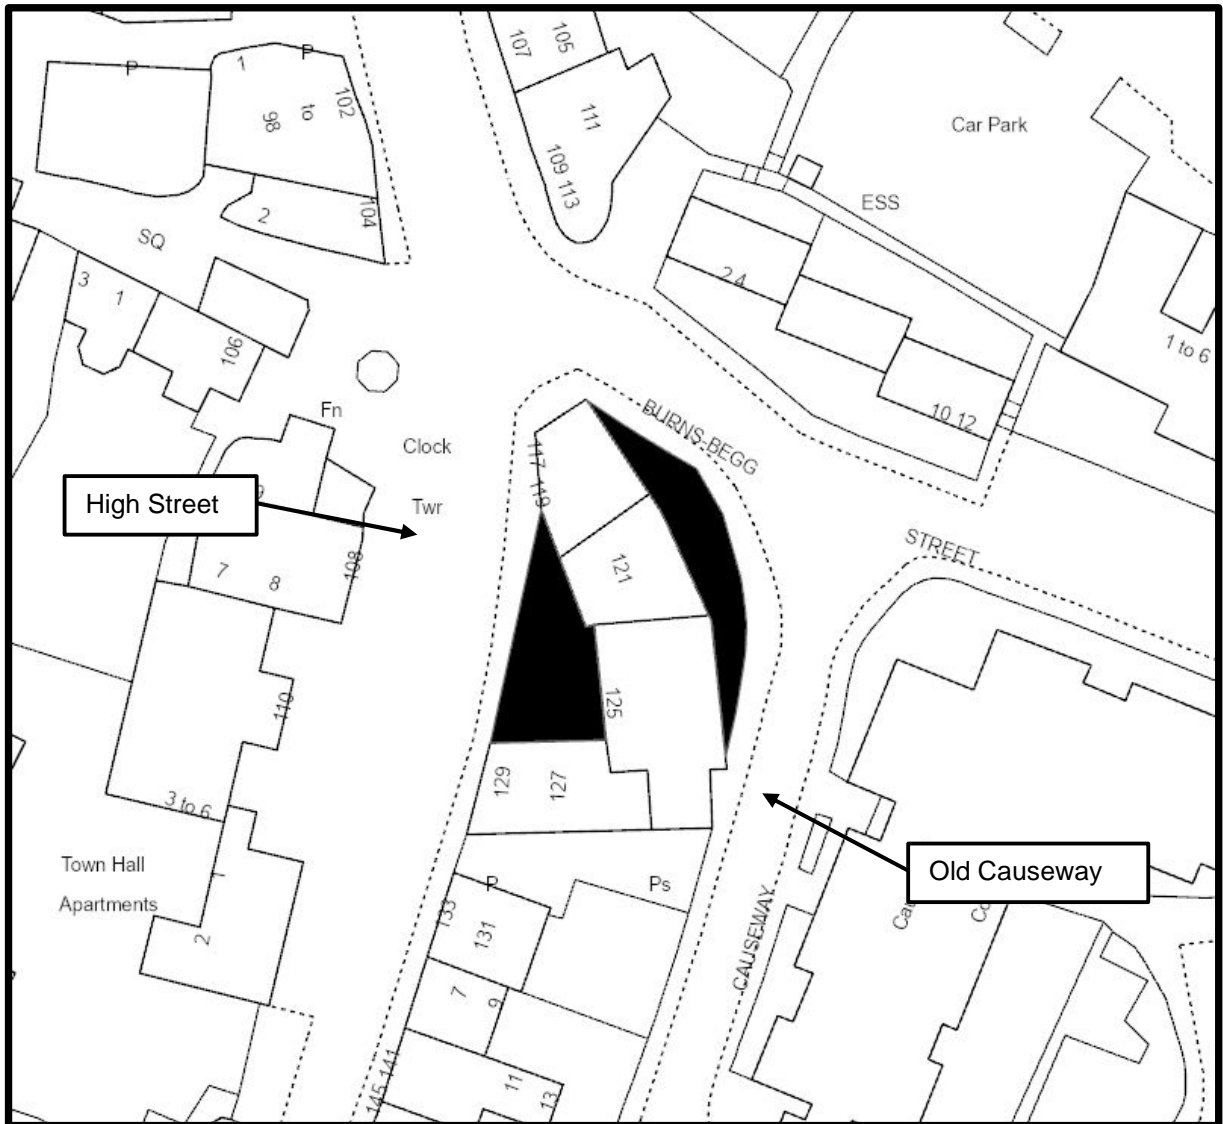 P
1
P
to
102
98
2
104
SQ
3
1
106
107
105
111
109 113
Car Park
ESS
2 4
10 12
1 to 6
BURNS-BEGG
STREET
Fn
Clock
Twr
High Street
7
8
108
117 119
121
125
110
3 to 6
129
127
Town Hall
Apartments
1
2
P
Ps
133
131
7
9
11
13
145 141
CAUSEWAY
Old Causeway